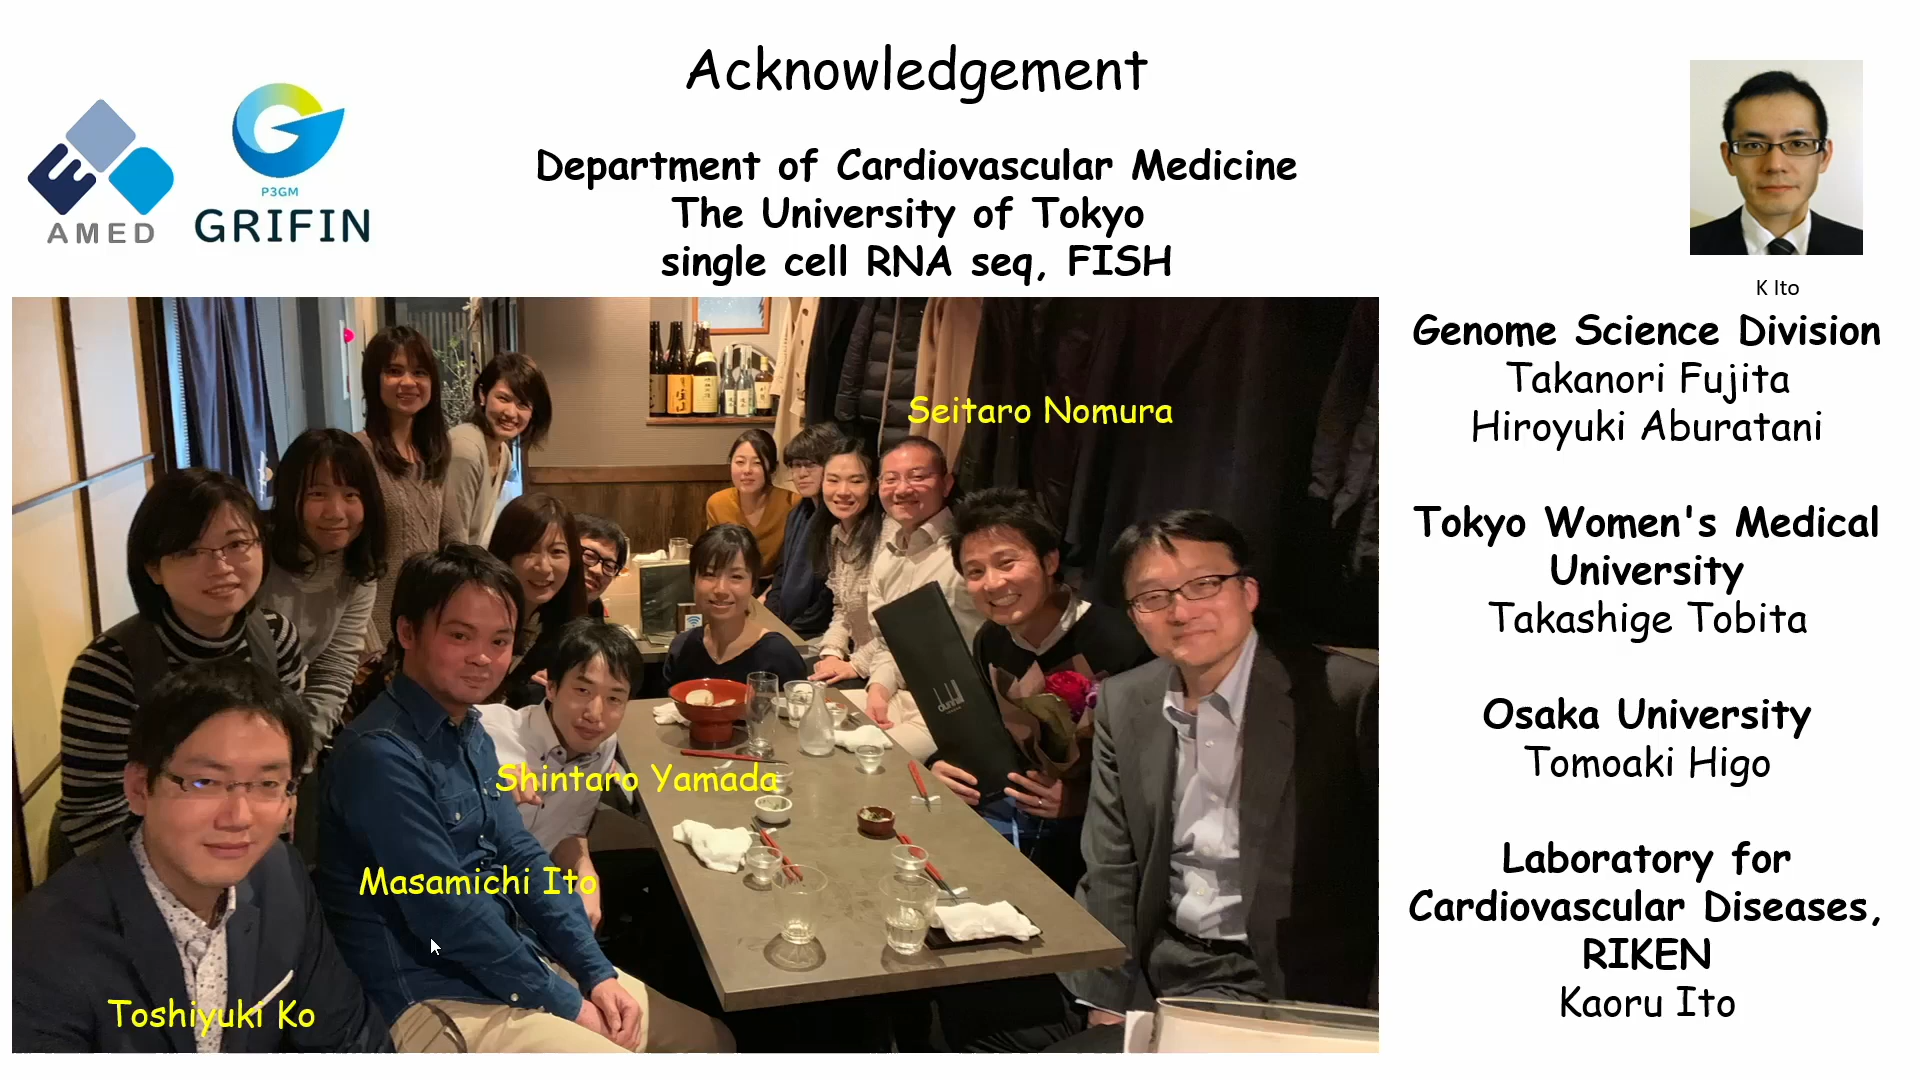 Acknowledgement
AMED
P3GM
GRIFIN
Department of Cardiovascular Medicine
The University of Tokyo
single cell RNA seq, FISH
K Ito
Seitaro Nomura
dunhill
Shintaro Yamada
Masamichi Ito
Toshiyuki Ko
Genome Science Division
Takanori Fujita
Hiroyuki Aburatani
Tokyo Women's Medical
University
Takashige Tobita
Osaka University
Tomoaki Higo
Laboratory for
Cardiovascular Diseases,
RIKEN
Kaoru Ito